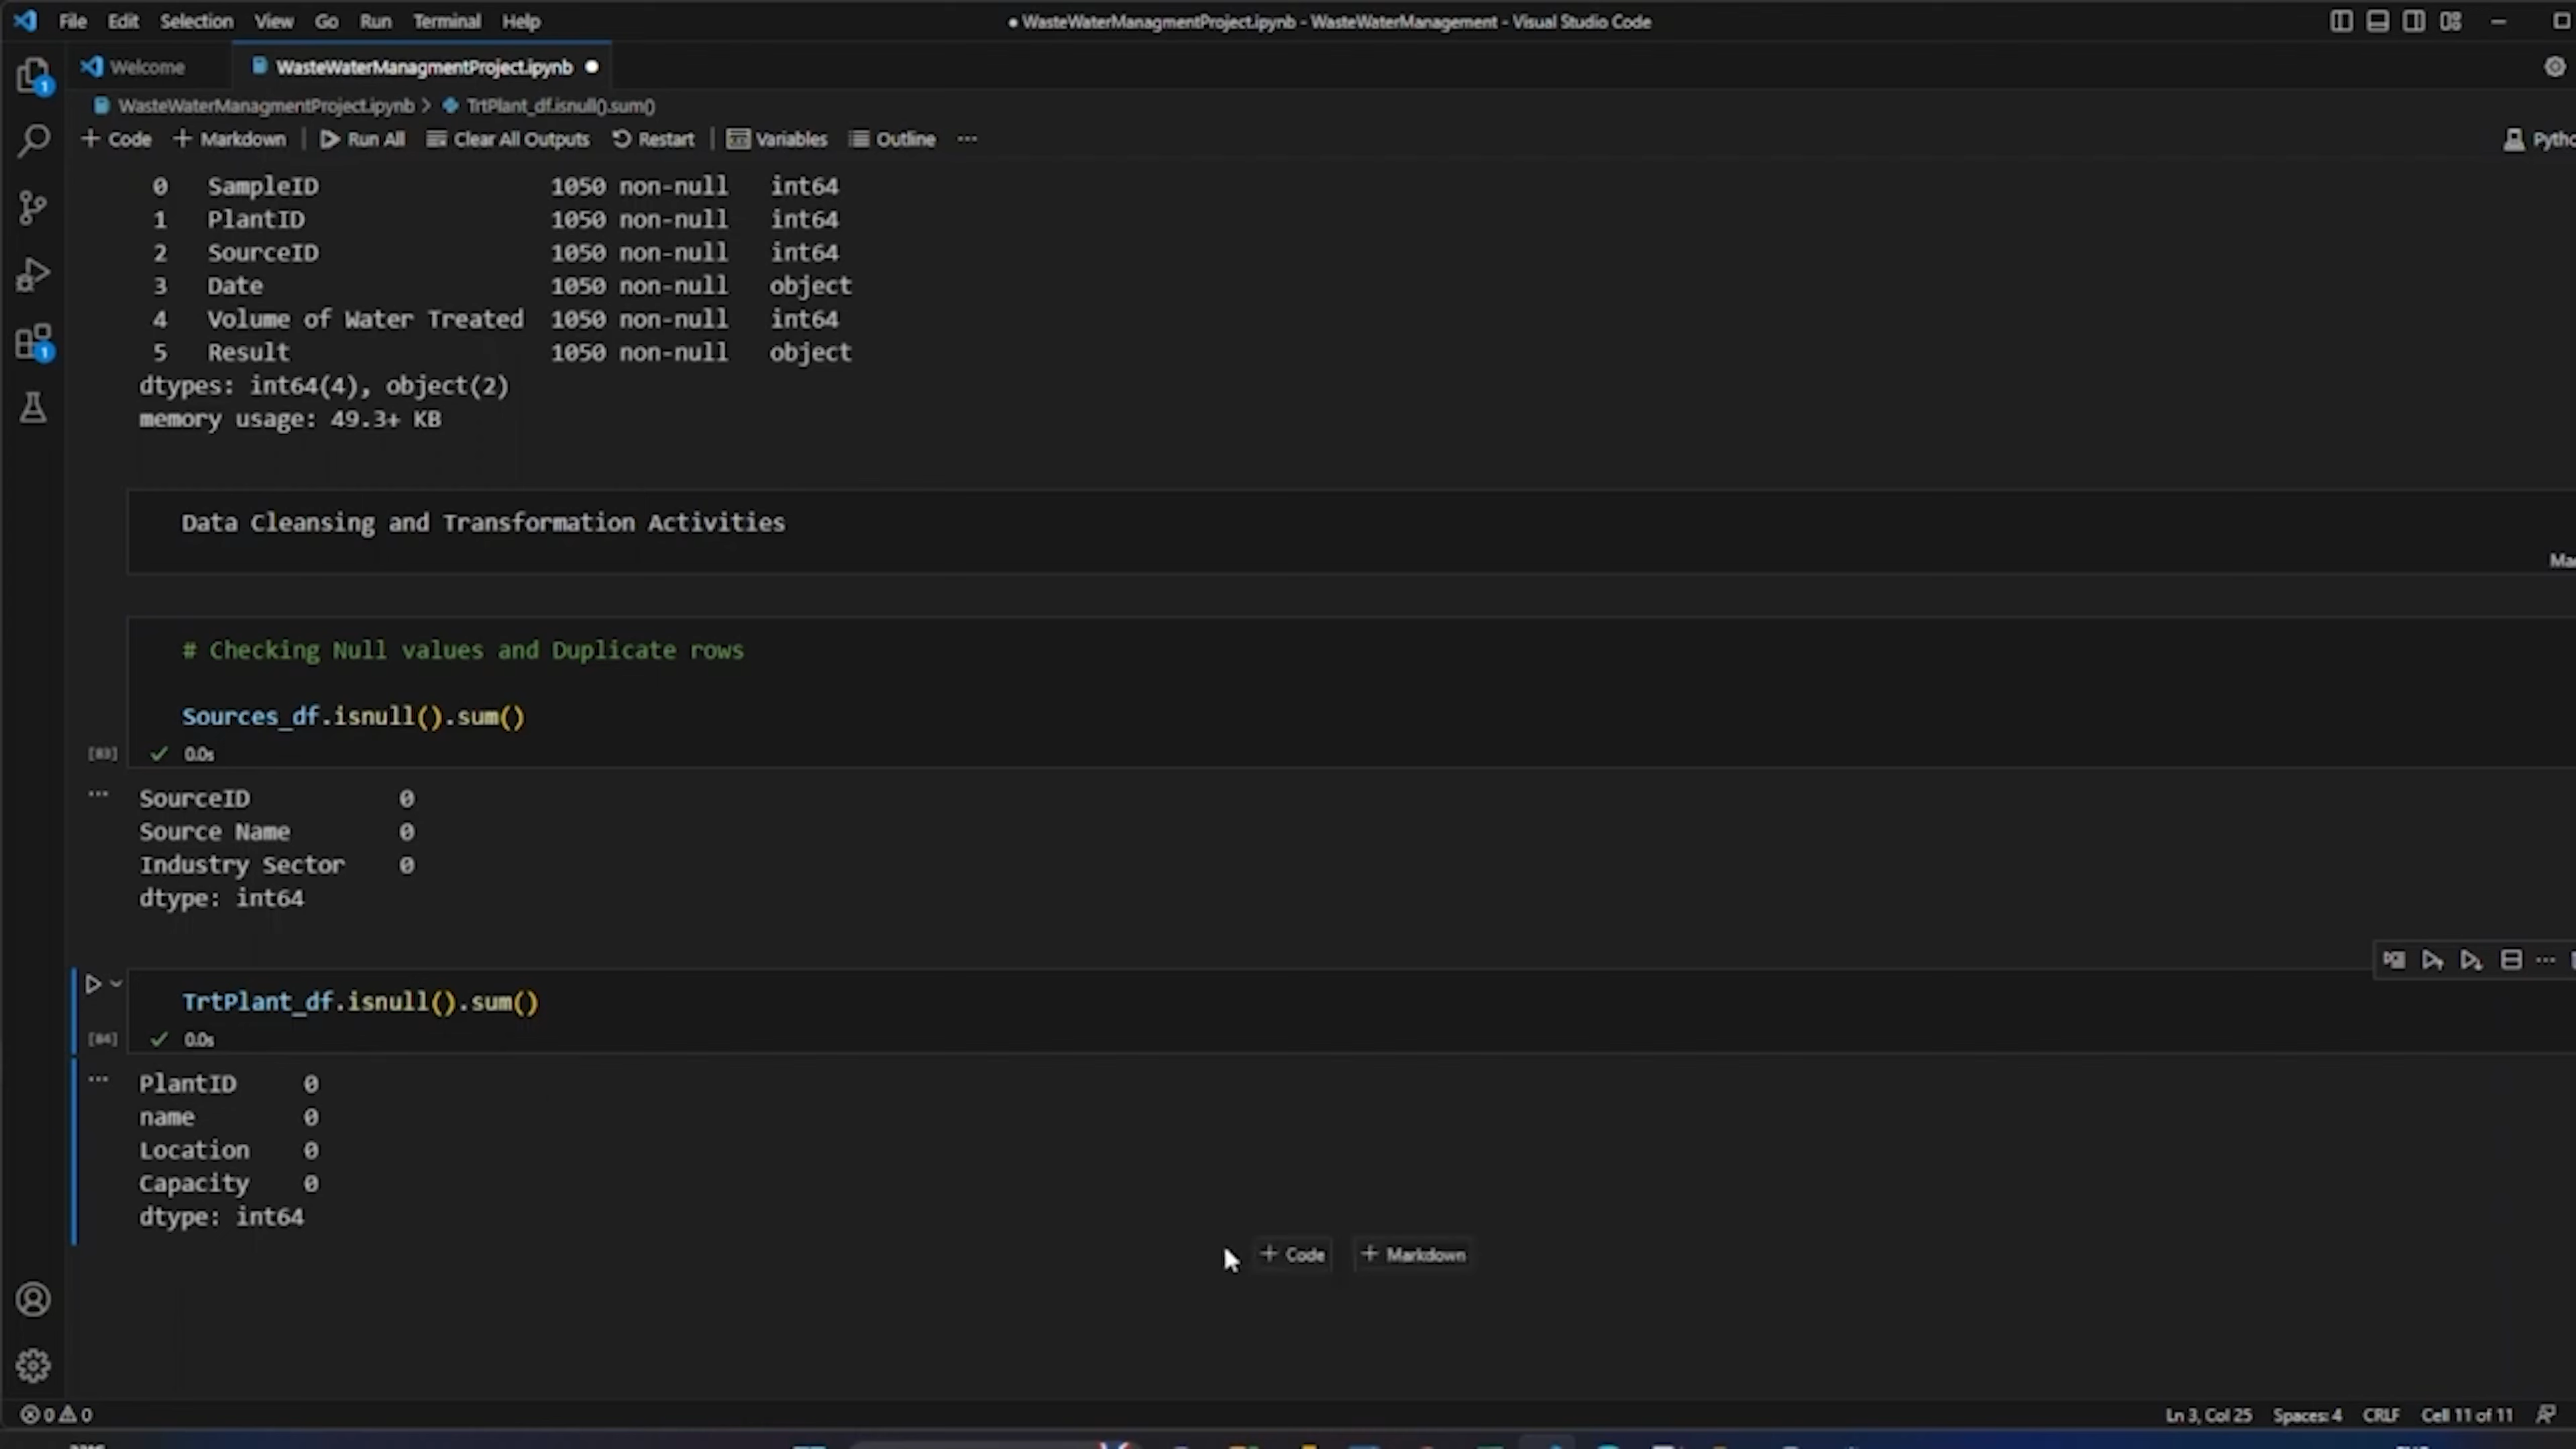 File Edit Selection View Go Run Terminal Help
● WasteWaterManagmentProject.ipynb - WasteWaterManagement - Visual Studio Code
Welcome
WasteWaterManagmentProject.ipynb ●
WasteWaterManagmentProject.ipynb > TrtPlant_df.isnull().sum()
+ Code + Markdown | Run All Clear All Outputs Restart | Variables Outline ...
0 SampleID 1050 non-null int64
1 PlantID 1050 non-null int64
2 SourceID 1050 non-null int64
3 Date 1050 non-null object
4 Volume of Water Treated 1050 non-null int64
5 Result 1050 non-null object
dtypes: int64(4), object(2)
memory usage: 49.3+ KB
Data Cleansing and Transformation Activities
# Checking Null values and Duplicate rows
Sources_df.isnull().sum()
[83] ✓ 0.0s
... SourceID 0
Source Name 0
Industry Sector 0
dtype: int64
TrtPlant_df.isnull().sum()
[84] ✓ 0.0s
... PlantID 0
name 0
Location 0
Capacity 0
dtype: int64
+ Code + Markdown
0 0
Ln 3, Col 25 Spaces: 4 CRLF Cell 11 of 11